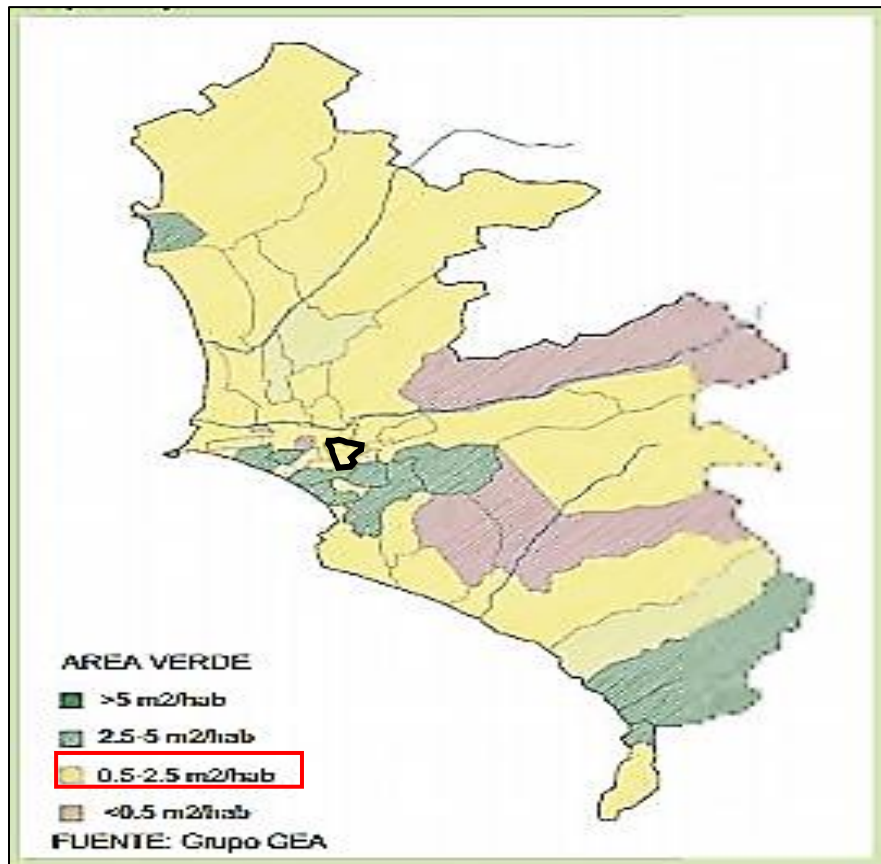 AREA VERDE
>5 m2/hab
2.5-5 m2/hab
0.5-2.5 m2/hab
<0.5 m2/hab
FUENTE: Grupo GEA